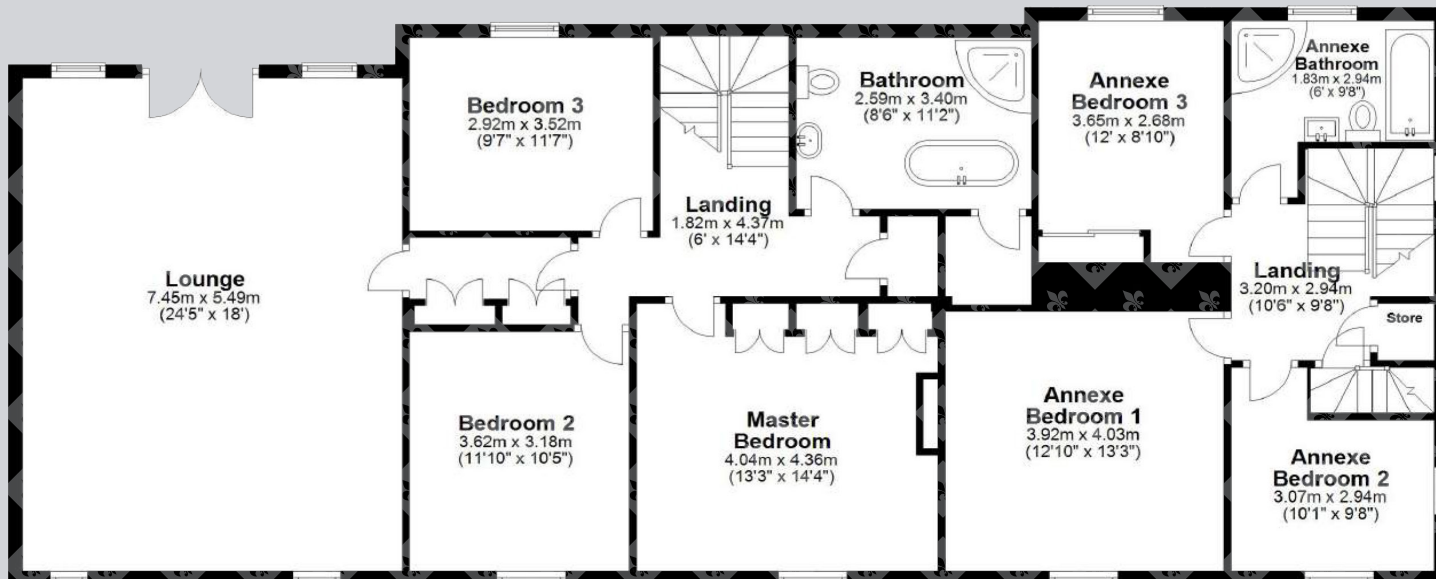 Lounge
7.45m x 5.49m
(24'5" x 18')
Bedroom 3
2.92m x 3.52m
(9'7" x 11'7")
Landing
1.82m x 4.37m
(6' x 14'4")
Bathroom
2.59m x 3.40m
(8'6" x 11'2")
Annexe
Bedroom 3
3.65m x 2.68m
(12' x 8'10")
Annexe
Bathroom
1.83m x 2.94m
(6' x 9'8")
Landing
3.20m x 2.94m
(10'6" x 9'8")
Store
Bedroom 2
3.62m x 3.18m
(11'10" x 10'5")
Master
Bedroom
4.04m x 4.36m
(13'3" x 14'4")
Annexe
Bedroom 1
3.92m x 4.03m
(12'10" x 13'3")
Annexe
Bedroom 2
3.07m x 2.94m
(10'1" x 9'8")